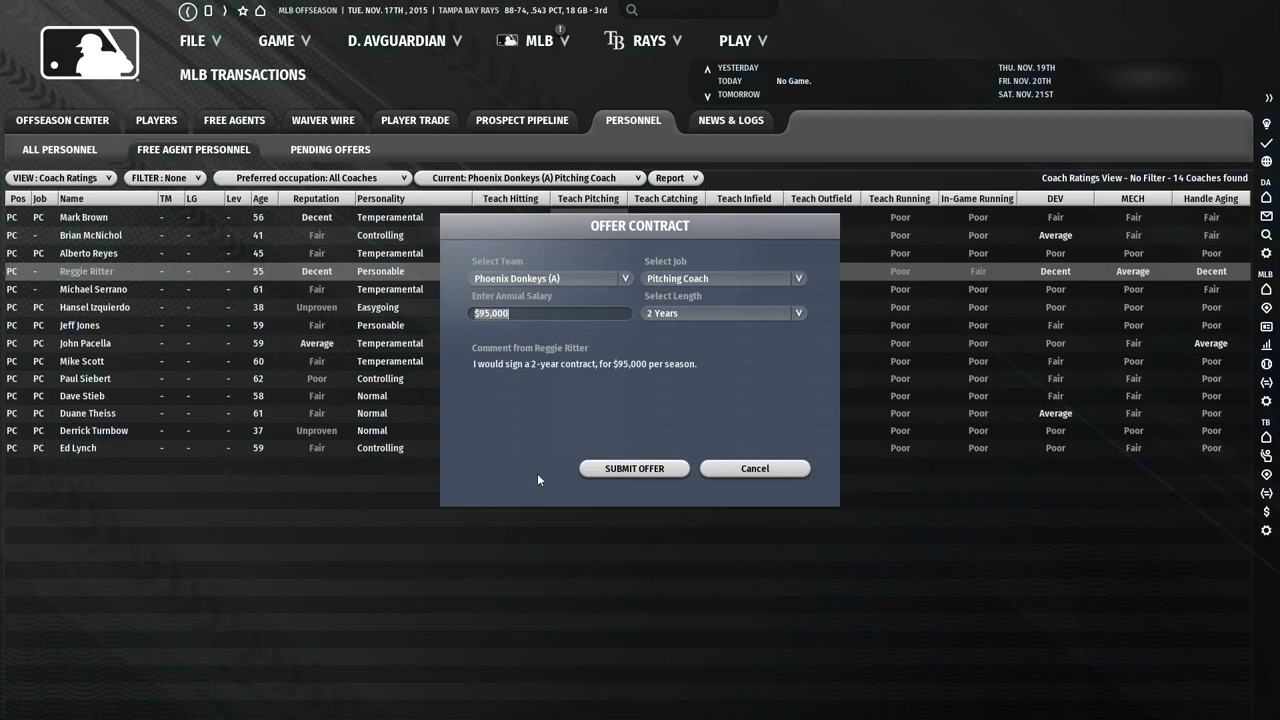 MLB OFFSEASON | TUE. NOV. 17TH , 2015 | TAMPA BAY RAYS 88-74, .543 PCT, 18 GB - 3rd
FILE GAME D. AVGUARDIAN MLB RAYS PLAY
MLB TRANSACTIONS
YESTERDAY THU. NOV. 19TH
TODAY No Game. FRI. NOV. 20TH
TOMORROW SAT. NOV. 21ST
OFFSEASON CENTER PLAYERS FREE AGENTS WAIVER WIRE PLAYER TRADE PROSPECT PIPELINE PERSONNEL NEWS & LOGS
ALL PERSONNEL FREE AGENT PERSONNEL PENDING OFFERS
VIEW : Coach Ratings FILTER : None Preferred occupation: All Coaches Current: Phoenix Donkeys (A) Pitching Coach Report Coach Ratings View - No Filter - 14 Coaches found
Pos Job Name TM LG Lev Age Reputation Personality Teach Hitting Teach Pitching Teach Catching Teach Infield Teach Outfield Teach Running In-Game Running DEV MECH Handle Aging
PC PC Mark Brown - - - 56 Decent Temperamental Poor Poor Fair Fair Fair
PC - Brian McNichol - - - 41 Fair Controlling Poor Poor Average Fair Poor
PC PC Alberto Reyes - - - 45 Fair Temperamental Poor Poor Fair Poor Poor
PC - Reggie Ritter - - - 55 Decent Personable Poor Fair Decent Average Decent
PC - Michael Serrano - - - 61 Fair Temperamental Poor Poor Poor Poor Fair
PC PC Hansel Izquierdo - - - 38 Unproven Easygoing Poor Poor Fair Fair Poor
PC PC Jeff Jones - - - 59 Fair Personable Poor Poor Fair Fair Poor
PC PC John Pacella - - - 59 Average Temperamental Poor Poor Poor Poor Average
PC PC Mike Scott - - - 60 Fair Temperamental Poor Poor Fair Poor Fair
PC PC Paul Siebert - - - 62 Poor Controlling Poor Poor Fair Fair Poor
PC PC Dave Stieb - - - 58 Fair Normal Poor Poor Fair Fair Poor
PC PC Duane Theiss - - - 61 Fair Normal Poor Poor Average Poor Poor
PC PC Derrick Turnbow - - - 37 Unproven Normal Poor Poor Poor Poor Poor
PC PC Ed Lynch - - - 59 Fair Controlling Poor Poor Fair Fair Poor
OFFER CONTRACT
Select Team Select Job
Phoenix Donkeys (A) Pitching Coach
Enter Annual Salary Select Length
$95,000 2 Years
Comment from Reggie Ritter
I would sign a 2-year contract, for $95,000 per season.
SUBMIT OFFER Cancel
DA
MLB
TB